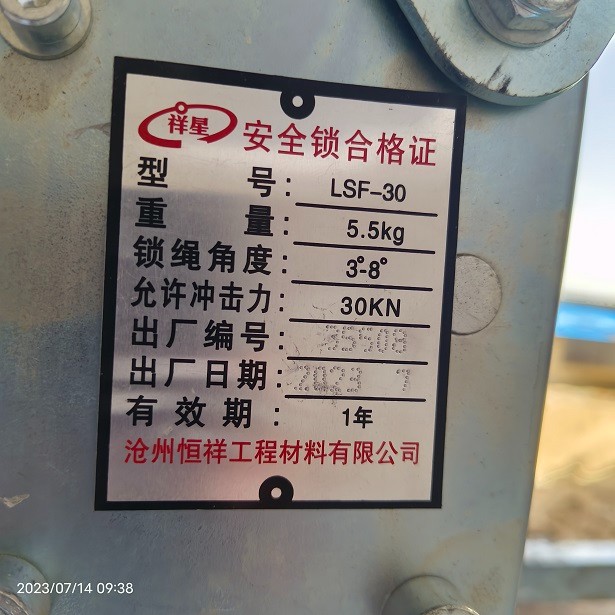 祥星 安全锁合格证
型号: LSF-30
重量: 5.5kg
锁绳角度: 3°-8°
允许冲击力: 30KN
出厂编号: 35508
出厂日期: 2023 7
有效期: 1年
沧州恒祥工程材料有限公司
2023/07/14 09:38